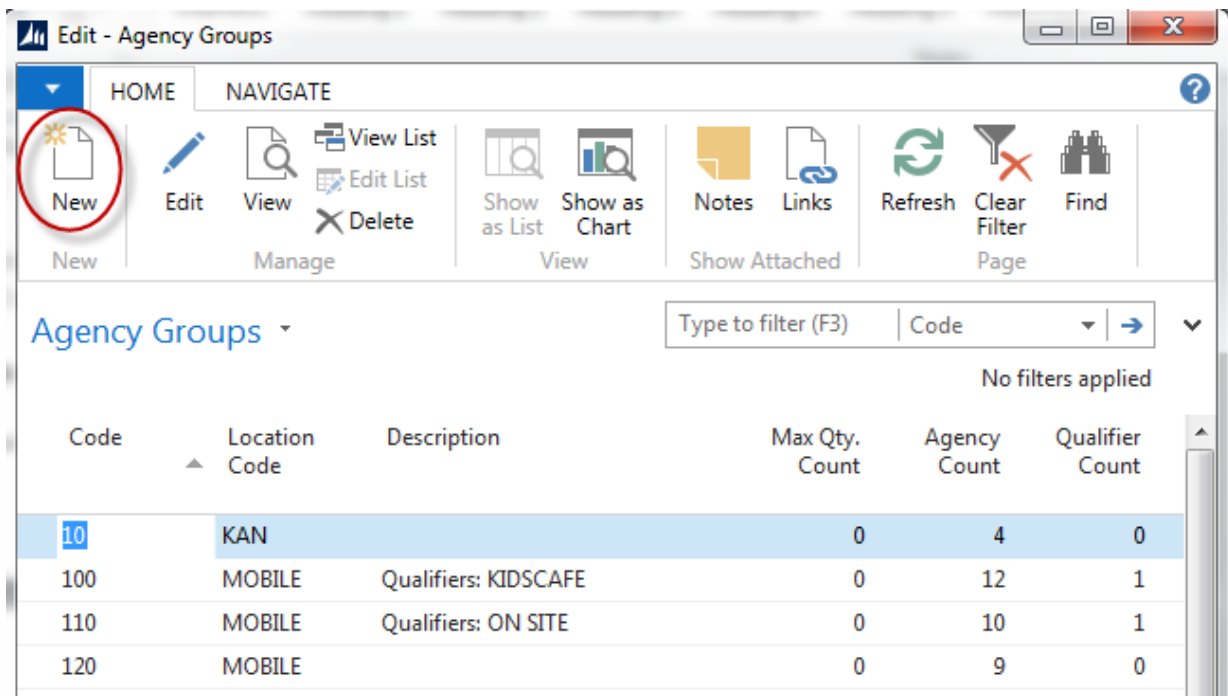 Edit - Agency Groups
HOME NAVIGATE
New
Edit
View
View List
Edit List
Delete
Show as List
Show as Chart
Notes
Links
Refresh
Clear Filter
Find
New Manage View Show Attached Page
Agency Groups
Type to filter (F3) Code
No filters applied
Code Location Code Description Max Qty. Count Agency Count Qualifier Count
10 KAN 0 4 0
100 MOBILE Qualifiers: KIDSCAFE 0 12 1
110 MOBILE Qualifiers: ON SITE 0 10 1
120 MOBILE 0 9 0